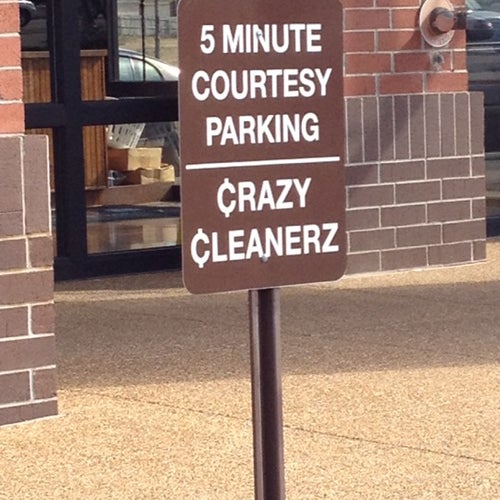 5 MINUTE
COURTESY
PARKING
¢RAZY
¢LEANERZ